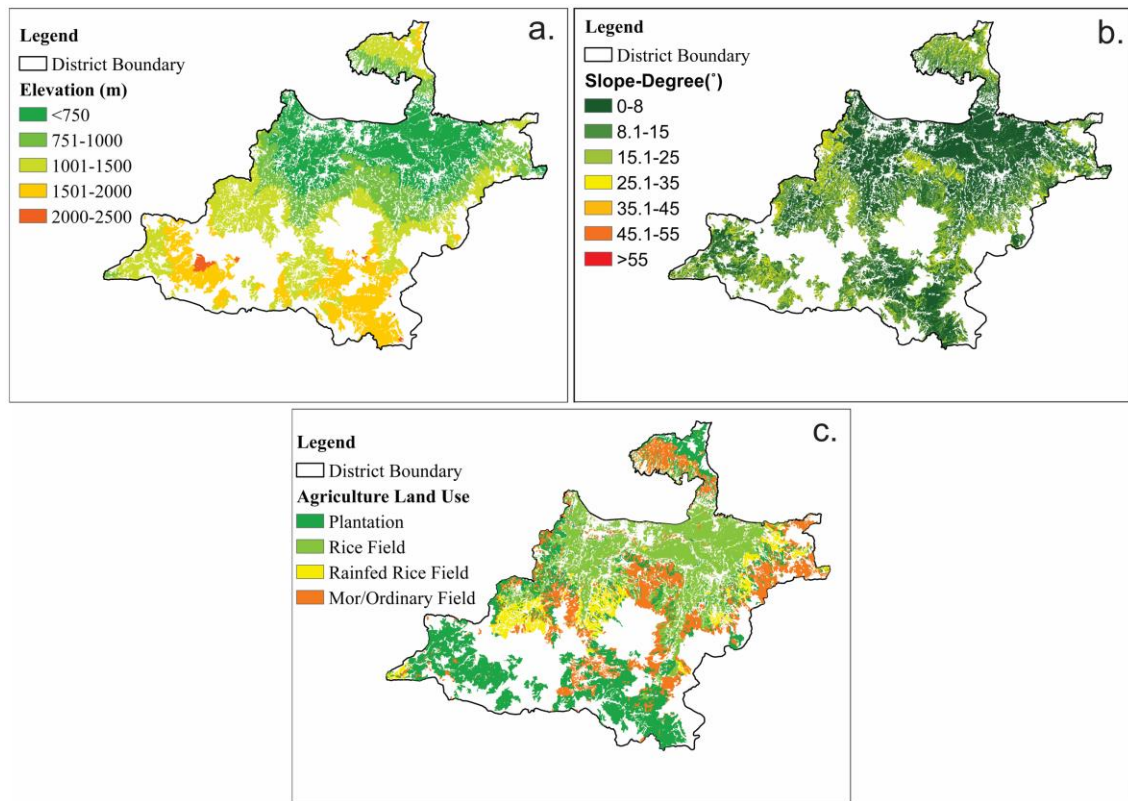 a.
Legend
District Boundary
Elevation (m)
<750
751-1000
1001-1500
1501-2000
2000-2500
b.
Legend
District Boundary
Slope-Degree(°)
0-8
8.1-15
15.1-25
25.1-35
35.1-45
45.1-55
>55
c.
Legend
District Boundary
Agriculture Land Use
Plantation
Rice Field
Rainfed Rice Field
Mor/Ordinary Field